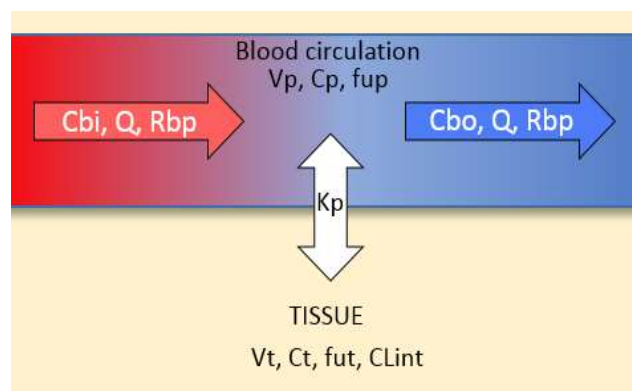 Blood circulation
Vp, Cp, fup
Cbi, Q, Rbp
Cbo, Q, Rbp
Kp
TISSUE
Vt, Ct, fut, CLint